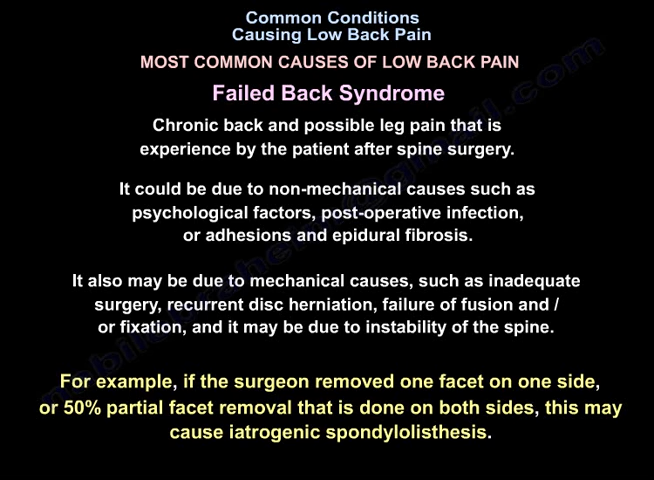 Common Conditions
Causing Low Back Pain
MOST COMMON CAUSES OF LOW BACK PAIN
Failed Back Syndrome
Chronic back and possible leg pain that is
experience by the patient after spine surgery.
It could be due to non-mechanical causes such as
psychological factors, post-operative infection,
or adhesions and epidural fibrosis.
It also may be due to mechanical causes, such as inadequate
surgery, recurrent disc herniation, failure of fusion and /
or fixation, and it may be due to instability of the spine.
For example, if the surgeon removed one facet on one side,
or 50% partial facet removal that is done on both sides, this may
cause iatrogenic spondylolisthesis.